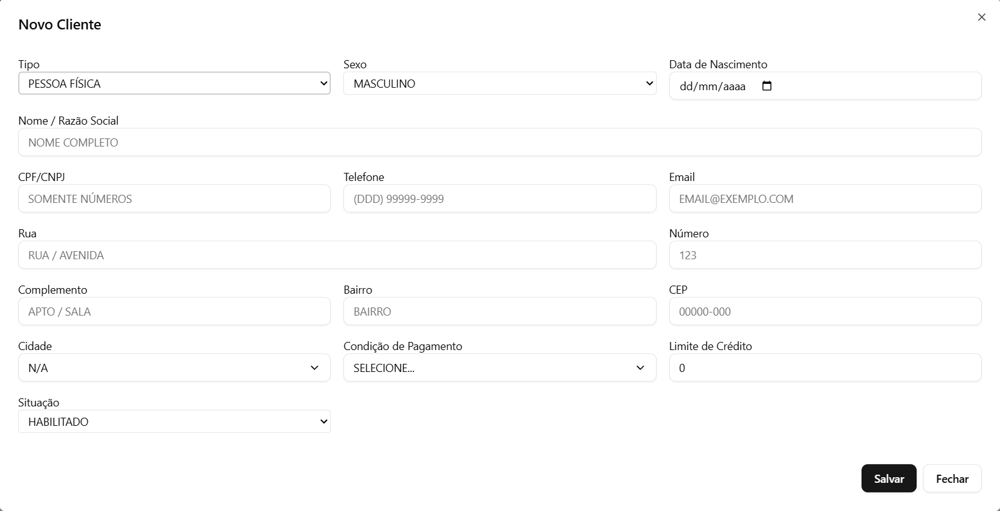 Novo Cliente
Tipo
Sexo
Data de Nascimento
PESSOA FÍSICA
MASCULINO
dd/mm/aaaa
Nome / Razão Social
NOME COMPLETO
CPF/CNPJ
Telefone
Email
SOMENTE NÚMEROS
(DDD) 99999-9999
EMAIL@EXEMPLO.COM
Rua
Número
RUA / AVENIDA
123
Complemento
Bairro
CEP
APTO / SALA
BAIRRO
00000-000
Cidade
Condição de Pagamento
Limite de Crédito
N/A
SELECIONE...
0
Situação
HABILITADO
Salvar
Fechar